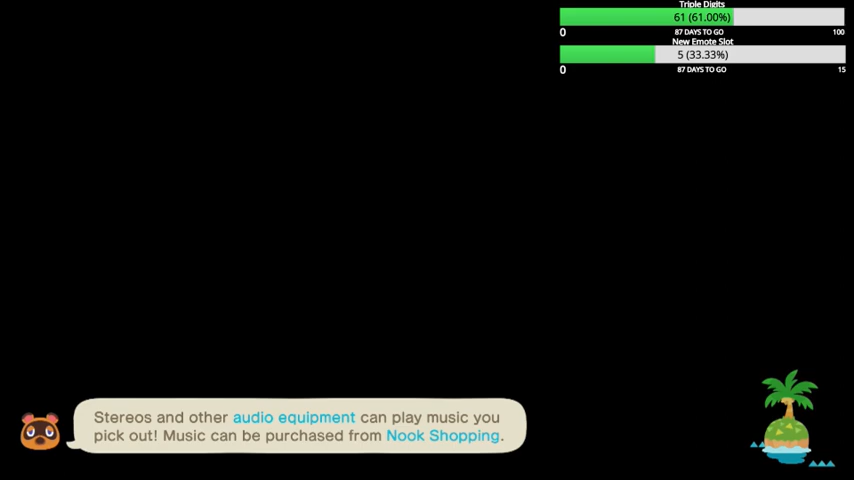 Triple Digits
61 (61.00%)
0 87 DAYS TO GO 100
New Emote Slot
5 (33.33%)
0 87 DAYS TO GO 15
Stereos and other audio equipment can play music you
pick out! Music can be purchased from Nook Shopping.